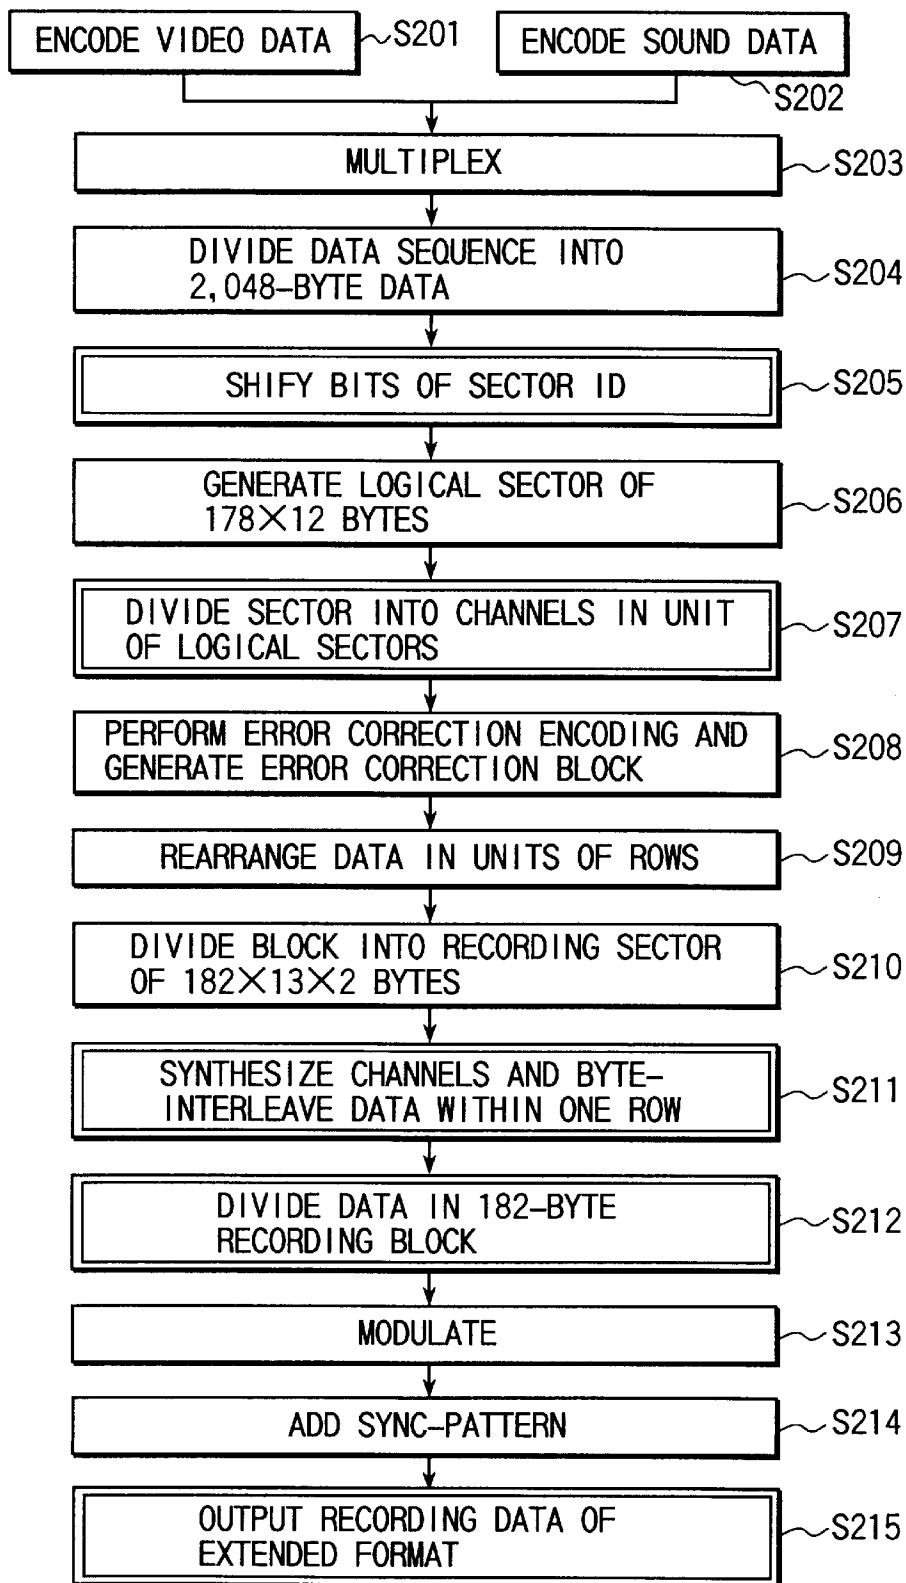 ENCODE VIDEO DATA
S201
ENCODE SOUND DATA
S202
MULTIPLEX
S203
DIVIDE DATA SEQUENCE INTO
2,048-BYTE DATA
S204
SHIFY BITS OF SECTOR ID
S205
GENERATE LOGICAL SECTOR OF
178×12 BYTES
S206
DIVIDE SECTOR INTO CHANNELS IN UNIT
OF LOGICAL SECTORS
S207
PERFORM ERROR CORRECTION ENCODING AND
GENERATE ERROR CORRECTION BLOCK
S208
REARRANGE DATA IN UNITS OF ROWS
S209
DIVIDE BLOCK INTO RECORDING SECTOR
OF 182×13×2 BYTES
S210
SYNTHESIZE CHANNELS AND BYTE-
INTERLEAVE DATA WITHIN ONE ROW
S211
DIVIDE DATA IN 182-BYTE
RECORDING BLOCK
S212
MODULATE
S213
ADD SYNC-PATTERN
S214
OUTPUT RECORDING DATA OF
EXTENDED FORMAT
S215